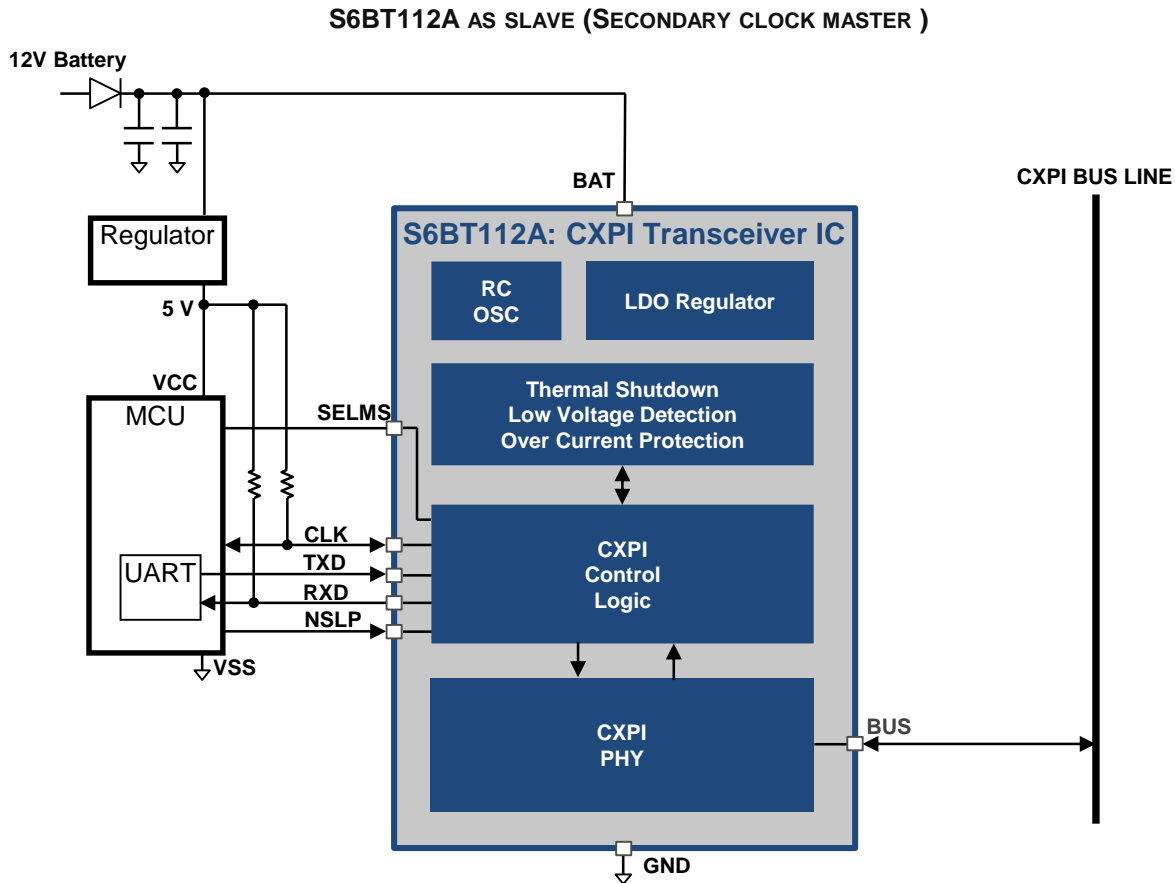 S6BT112A AS SLAVE (SECONDARY CLOCK MASTER )
12V Battery
BAT
CXPI BUS LINE
Regulator
5 V
VCC
MCU
UART
VSS
SELMS
CLK
TXD
RXD
NSLP
S6BT112A: CXPI Transceiver IC
RC
OSC
LDO Regulator
Thermal Shutdown
Low Voltage Detection
Over Current Protection
CXPI
Control
Logic
CXPI
PHY
BUS
GND